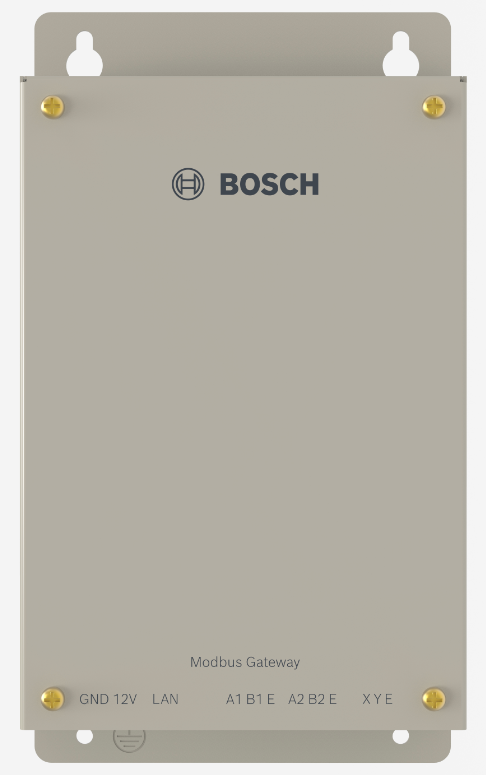 BOSCH
Modbus Gateway
GND 12V LAN A1 B1 E A2 B2 E X Y E